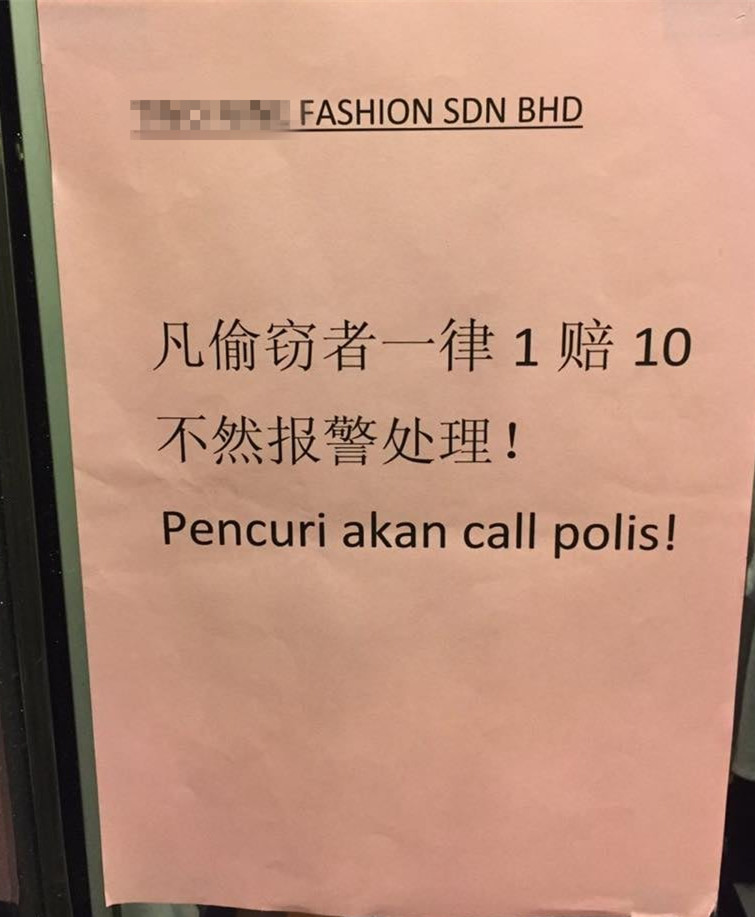 FASHION SDN BHD
凡偷窃者一律 1 赔 10
不然报警处理！
Pencuri akan call polis!